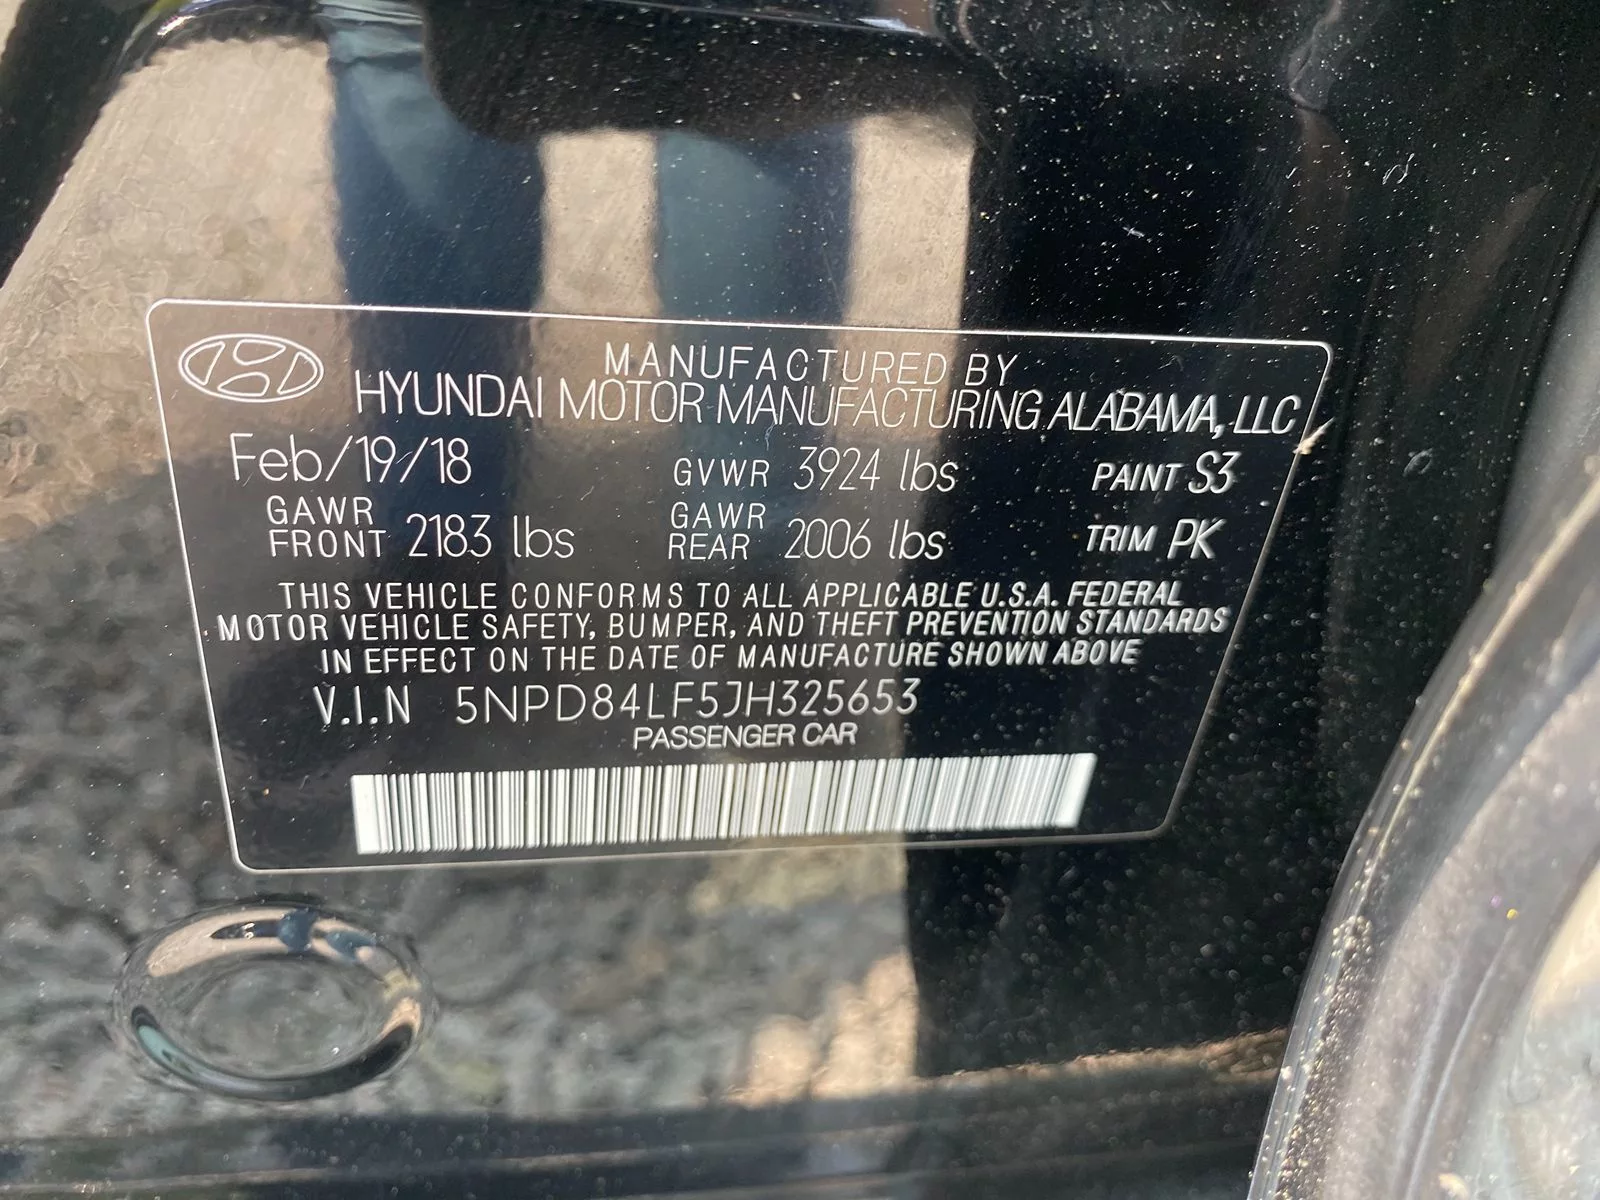 MANUFACTURED BY
HYUNDAI MOTOR MANUFACTURING ALABAMA, LLC
Feb/19/18 GVWR 3924 lbs PAINT S3
GAWR FRONT 2183 lbs GAWR REAR 2006 lbs TRIM PK
THIS VEHICLE CONFORMS TO ALL APPLICABLE U.S.A. FEDERAL
MOTOR VEHICLE SAFETY, BUMPER, AND THEFT PREVENTION STANDARDS
IN EFFECT ON THE DATE OF MANUFACTURE SHOWN ABOVE
V.I.N 5NPD84LF5JH325653
PASSENGER CAR